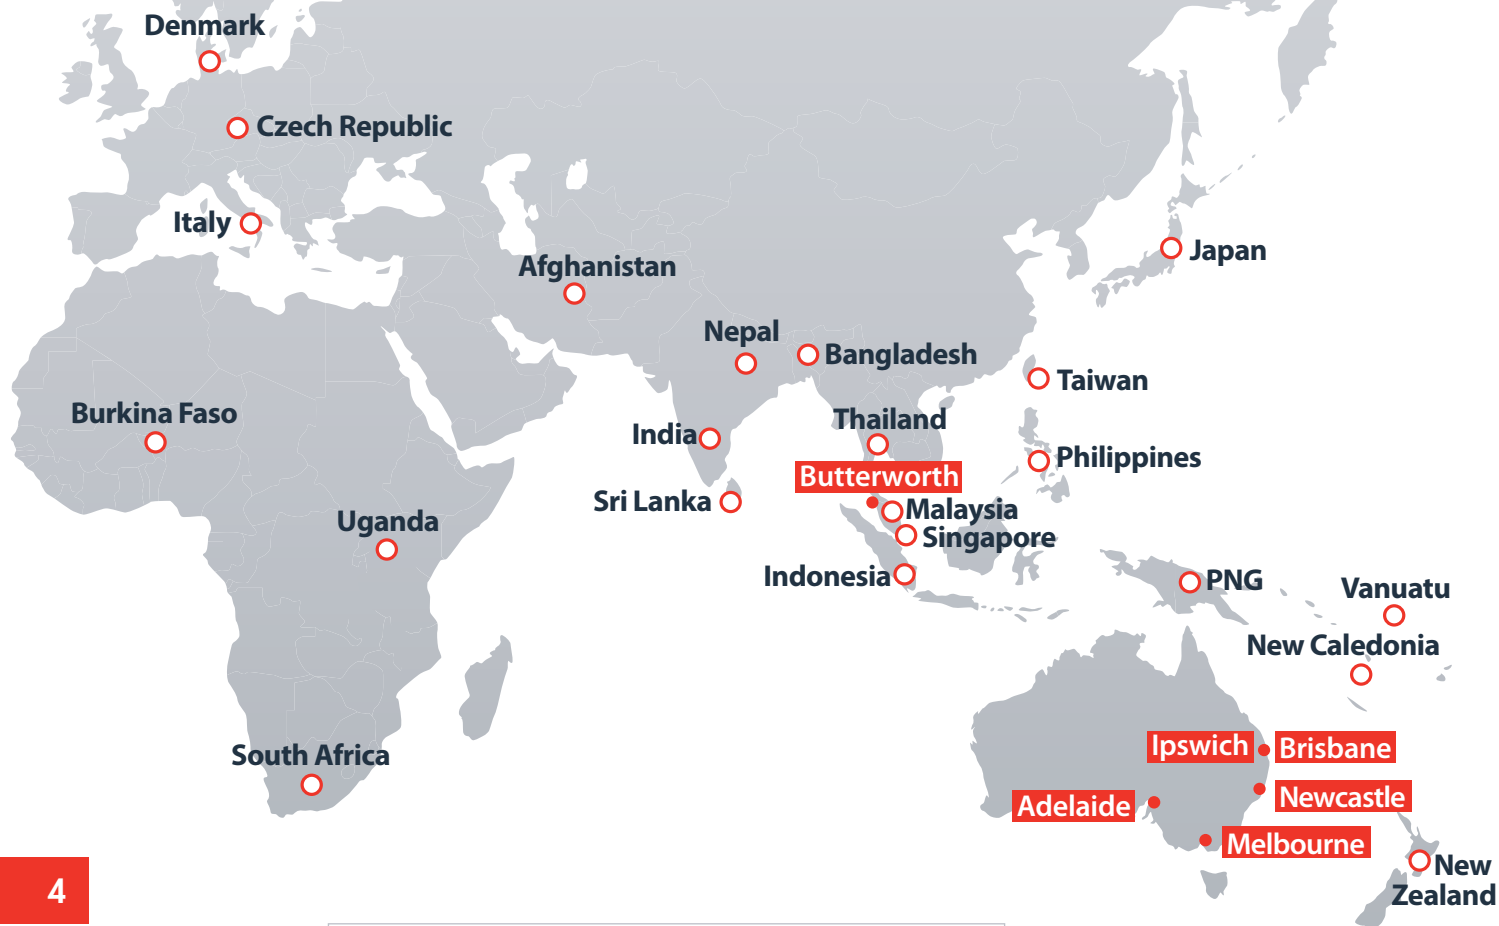 Denmark
Czech Republic
Italy
Afghanistan
Japan
Nepal
Bangladesh
Taiwan
Burkina Faso
India
Thailand
Philippines
Butterworth
Sri Lanka
Malaysia
Uganda
Singapore
Indonesia
PNG
Vanuatu
New Caledonia
South Africa
Ipswich
Brisbane
Adelaide
Newcastle
Melbourne
New
Zealand
4